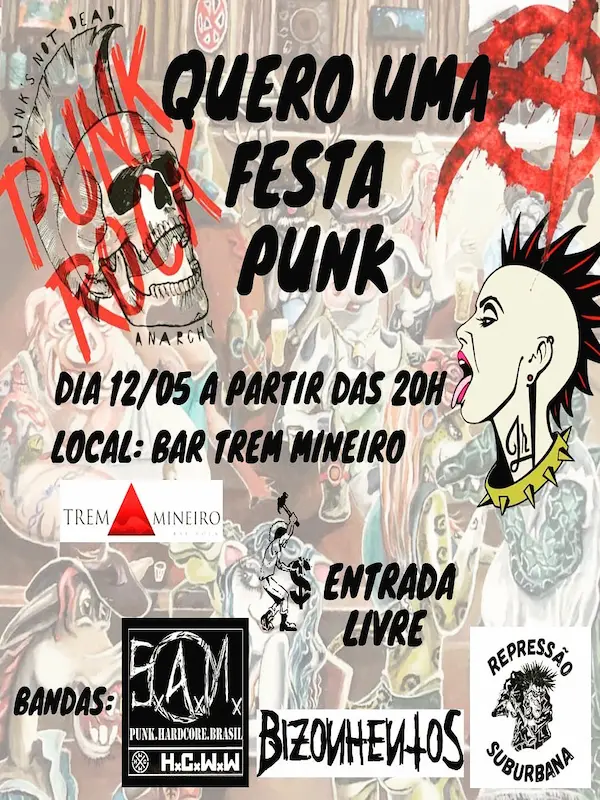 PUNK'S NOT DEAD
PUNK
ROCK
ANARCHY
QUERO UMA
FESTA
PUNK
DIA 12/05 A PARTIR DAS 20H
LOCAL: BAR TREM MINEIRO
TREM MINEIRO
$ ENTRADA
LIVRE
BANDAS:
S.A.M.
PUNK.HARDCORE.BRASIL
H.C.W.W
BIZONHENTOS
REPRESSÃO
SUBURBANA